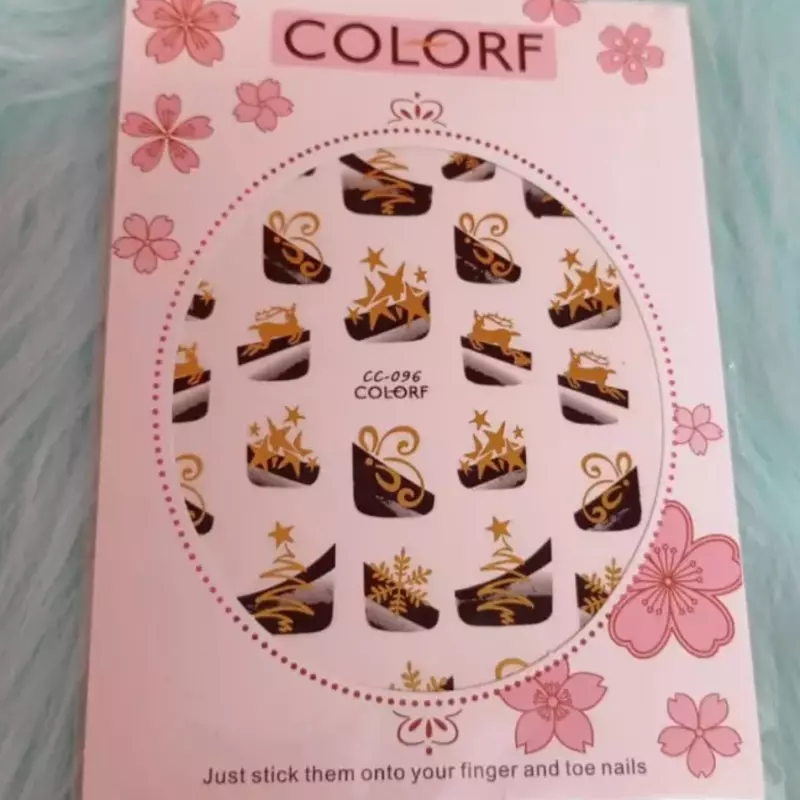 COLORF
CC-096
COLORF
Just stick them onto your finger and toe nails